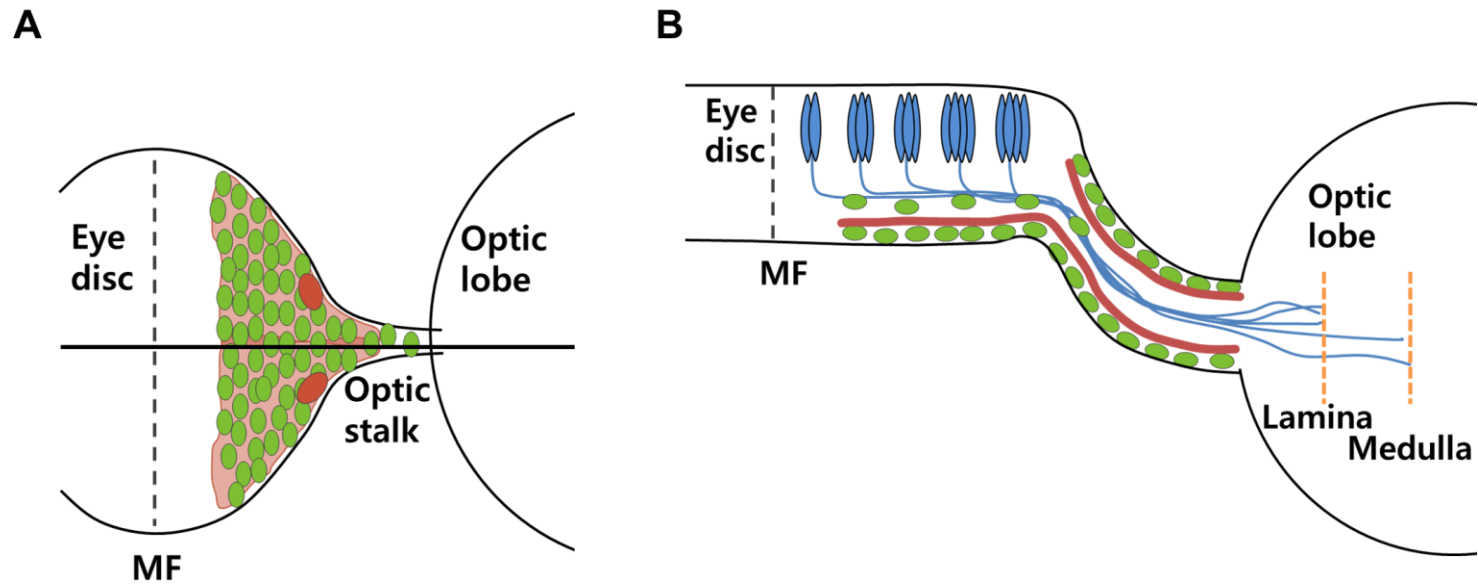 A
Eye
disc
Optic
lobe
Optic
stalk
MF
B
Eye
disc
MF
Optic
lobe
Lamina
Medulla